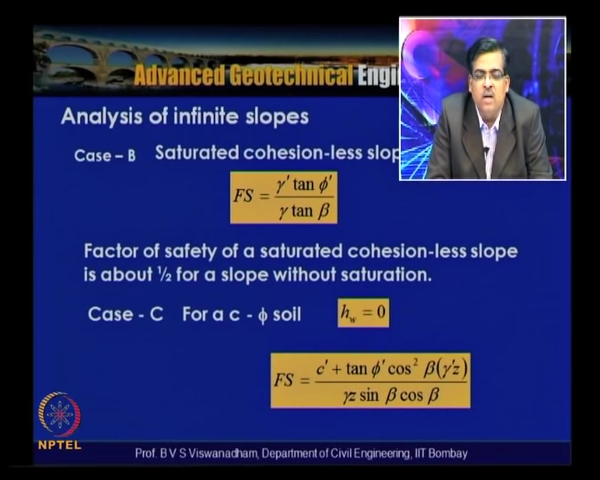 Advanced Geotechnical Engi
Analysis of infinite slopes
Case – B Saturated cohesion-less slop
FS = γ′ tan ϕ′ / γ tan β
Factor of safety of a saturated cohesion-less slope
is about ½ for a slope without saturation.
Case - C For a c - ϕ soil h_w = 0
FS = c′ + tan ϕ′ cos² β(γ′z) / γz sin β cos β
NPTEL
Prof. B V S Viswanadham, Department of Civil Engineering, IIT Bombay